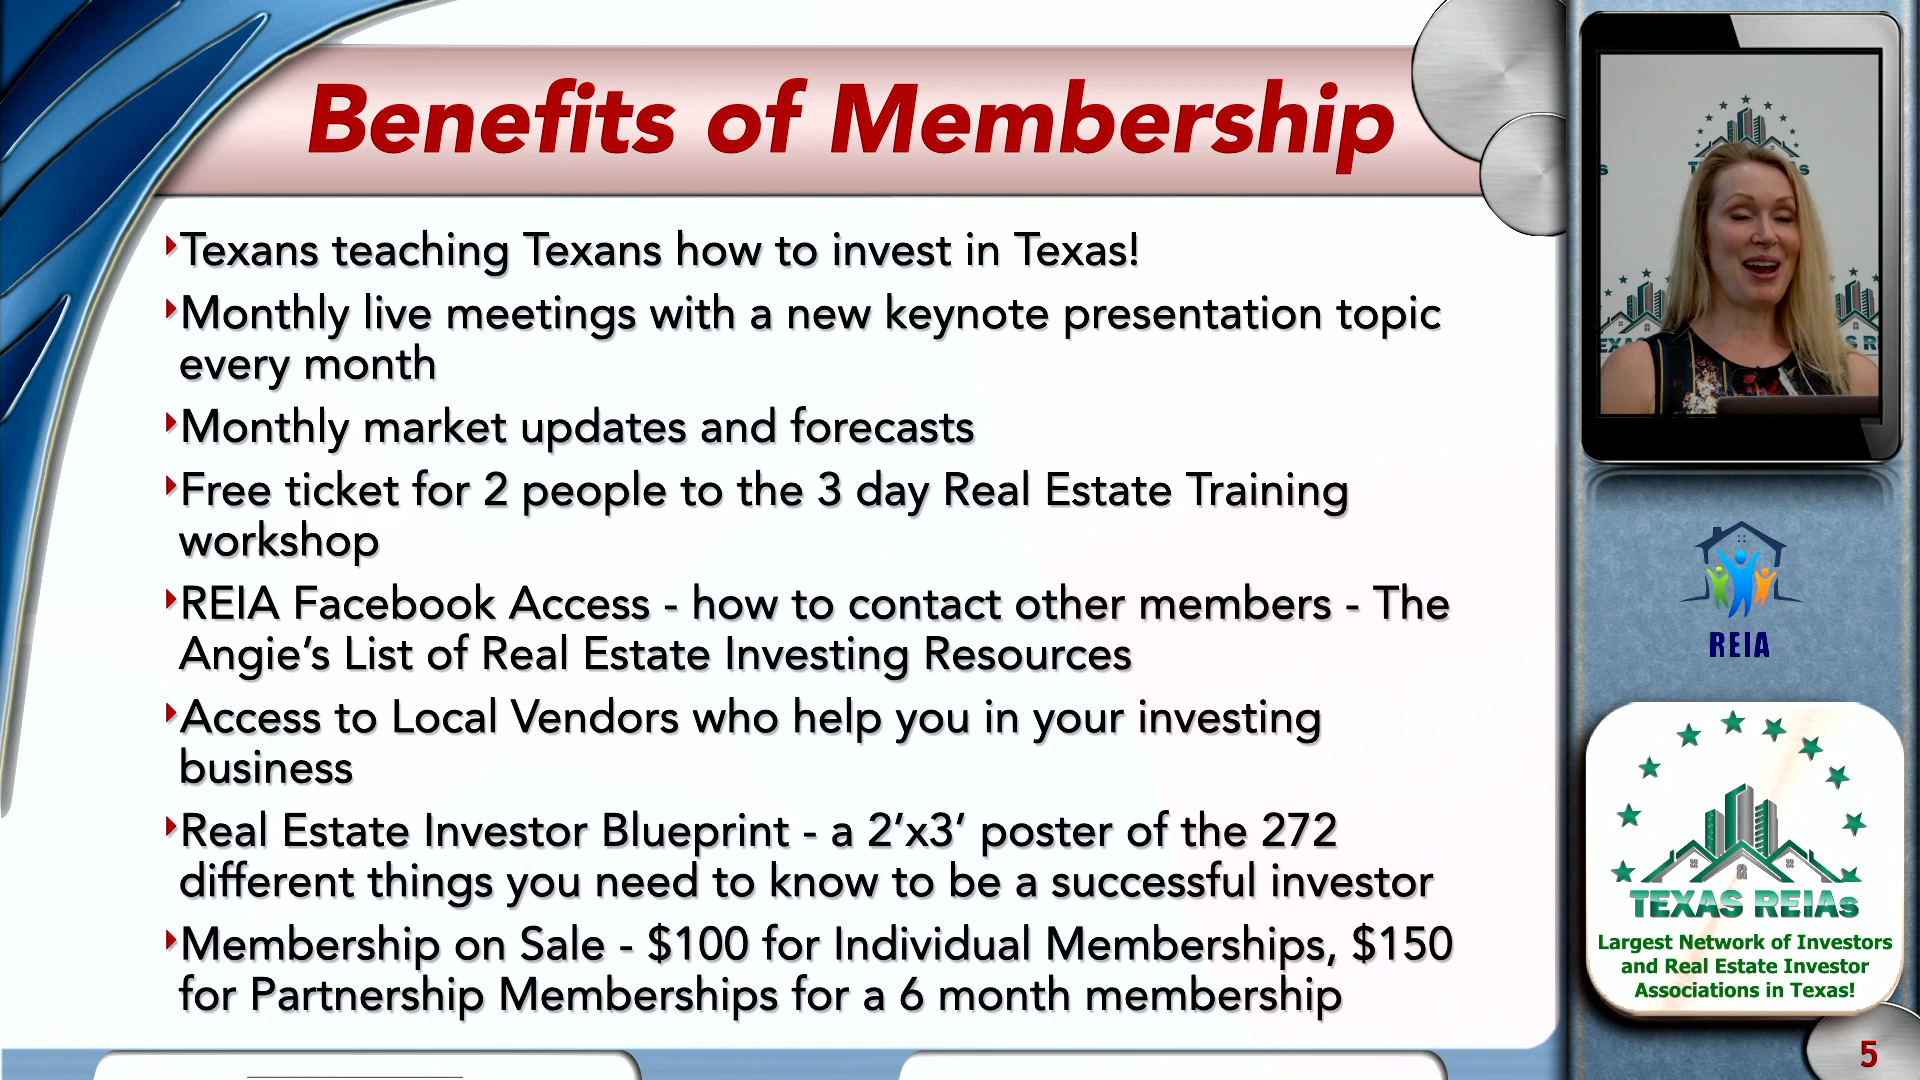 Benefits of Membership
Texans teaching Texans how to invest in Texas!
Monthly live meetings with a new keynote presentation topic
every month
Monthly market updates and forecasts
Free ticket for 2 people to the 3 day Real Estate Training
workshop
REIA Facebook Access - how to contact other members - The
Angie’s List of Real Estate Investing Resources
Access to Local Vendors who help you in your investing
business
Real Estate Investor Blueprint - a 2’x3’ poster of the 272
different things you need to know to be a successful investor
Membership on Sale - $100 for Individual Memberships, $150
for Partnership Memberships for a 6 month membership
REIA
TEXAS REIAs
Largest Network of Investors
and Real Estate Investor
Associations in Texas!
5